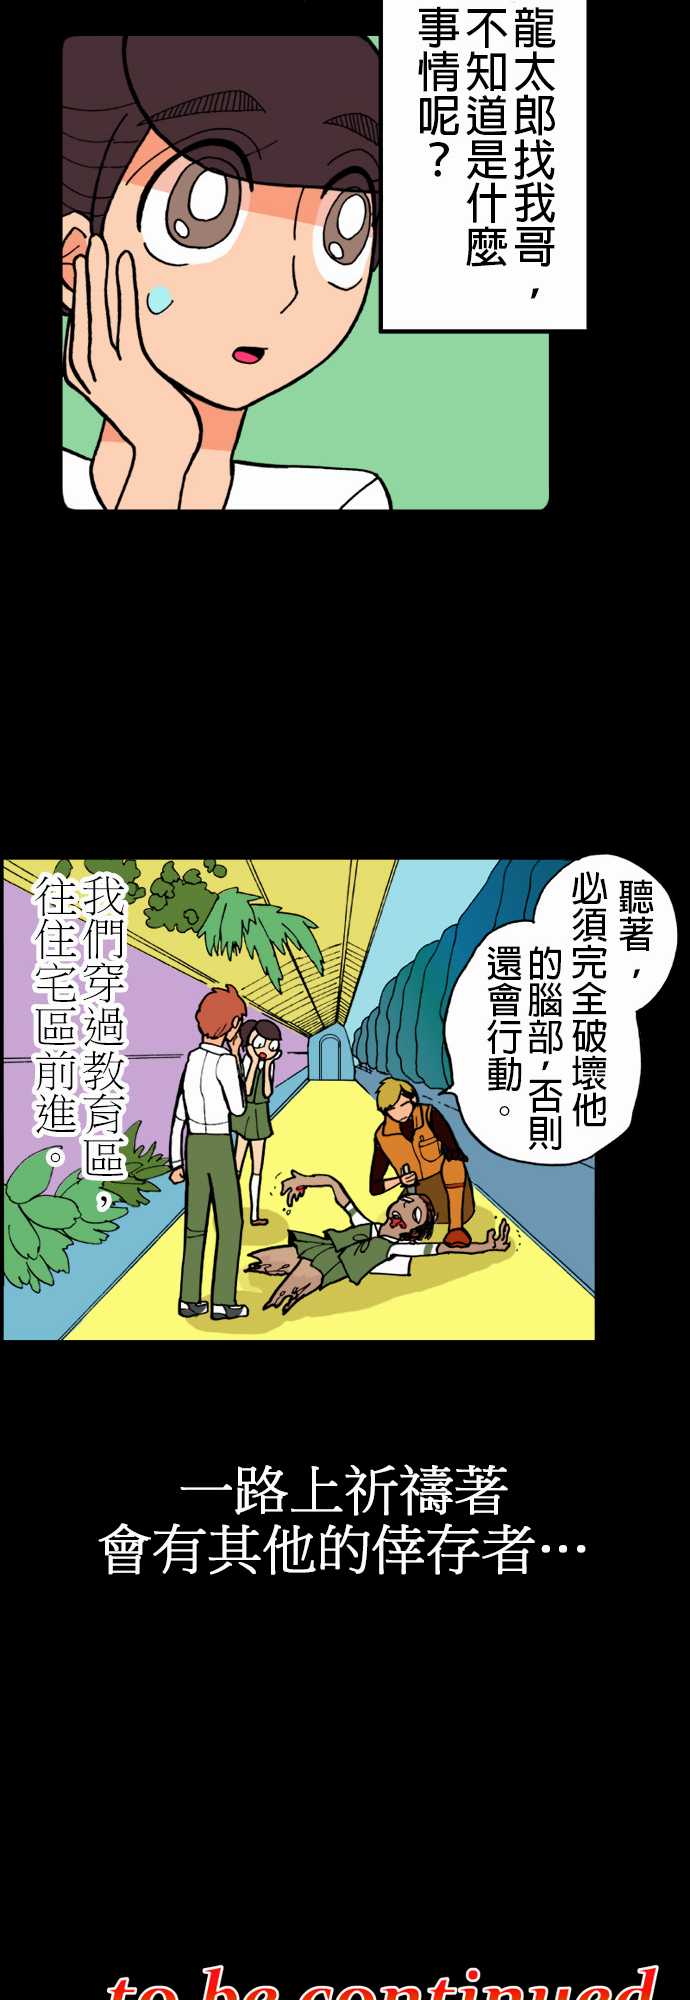 龍太郎找我哥，
不知道是什麼
事情呢？
聽著，
必須完全破壞他
的腦部，否則
還會行動。
我們穿過教育區，
往住宅區前進。
一路上祈禱著
會有其他的倖存者…
to be continued